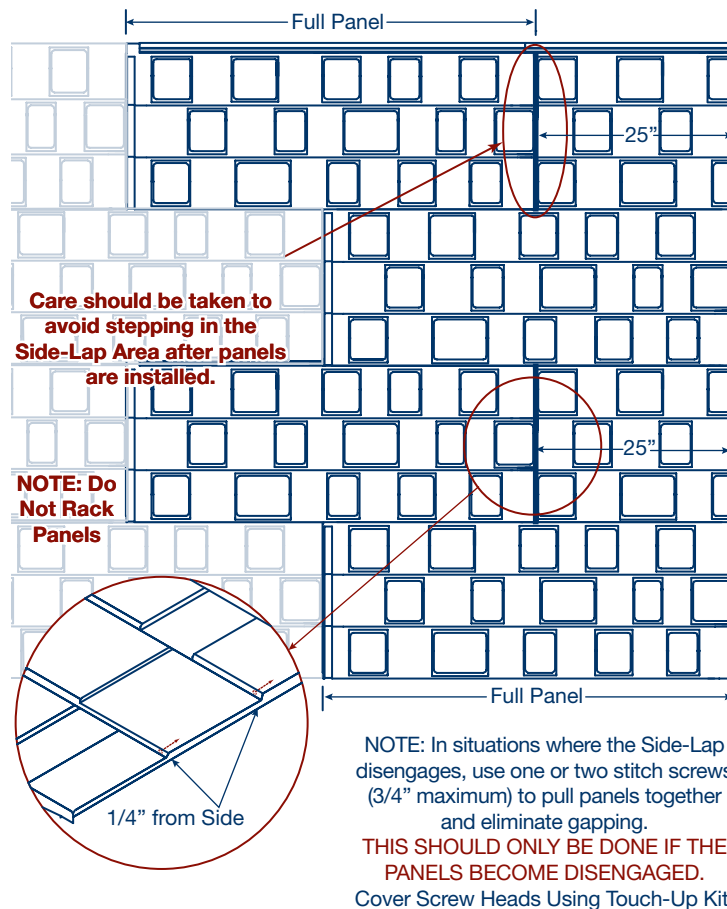 Full Panel
25”
Care should be taken to
avoid stepping in the
Side-Lap Area after panels
are installed.
25”
NOTE: Do
Not Rack
Panels
Full Panel
1/4” from Side
NOTE: In situations where the Side-Lap
disengages, use one or two stitch screws
(3/4” maximum) to pull panels together
and eliminate gapping.
THIS SHOULD ONLY BE DONE IF THE
PANELS BECOME DISENGAGED.
Cover Screw Heads Using Touch-Up Kit